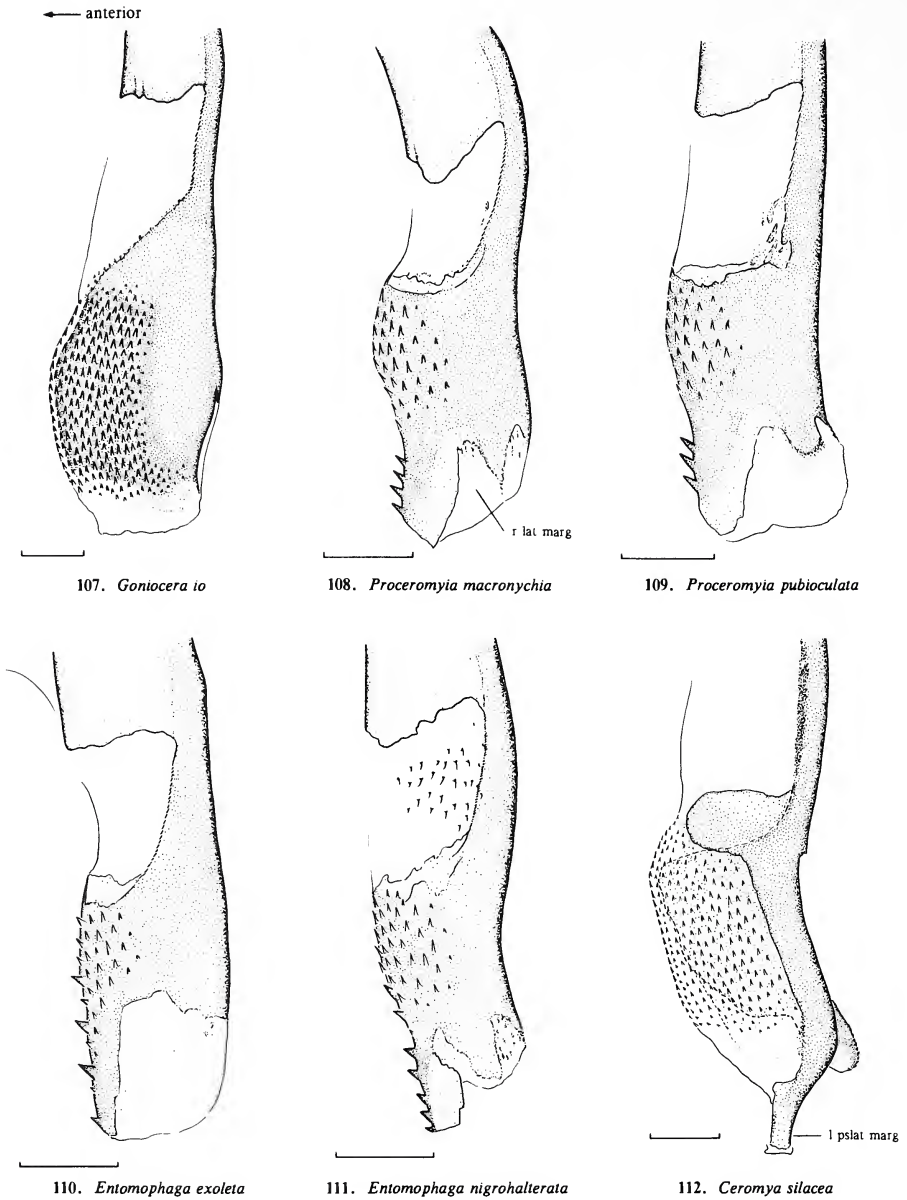 anterior
r lat marg
107. Goniocera io
108. Proceromyia macronychia
109. Proceromyia pubioculata
l pslat marg
110. Entomophaga exoleta
111. Entomophaga nigrohalterata
112. Ceromya silacea